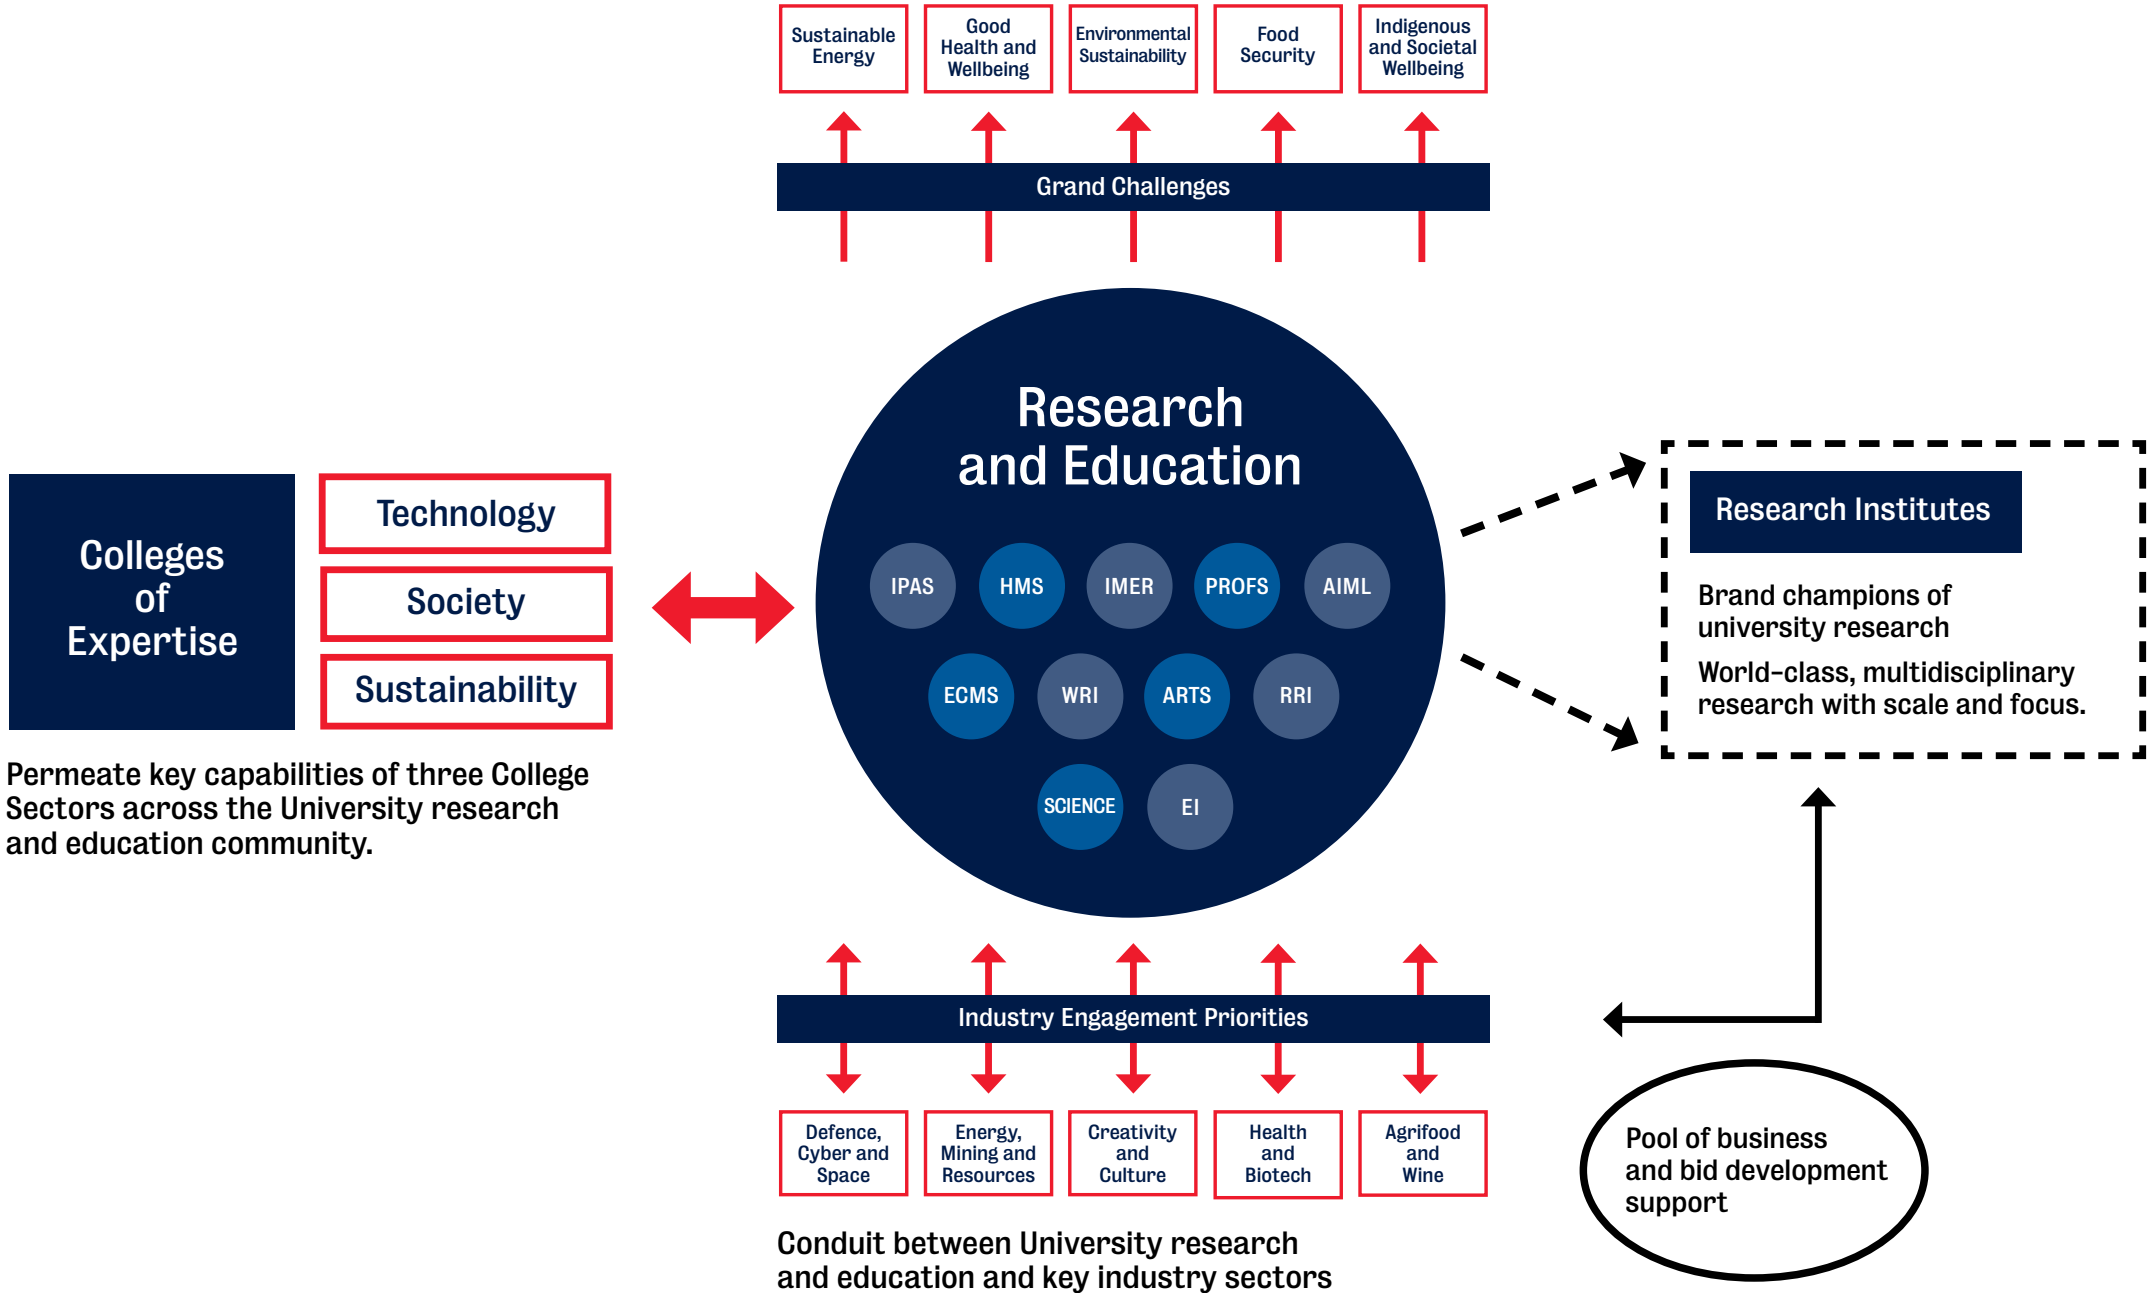 Sustainable
Energy
Good
Health and
Wellbeing
Environmental
Sustainability
Food
Security
Indigenous
and Societal
Wellbeing
Grand Challenges
Research
and Education
IPAS
HMS
IMER
PROFS
AIML
ECMS
WRI
ARTS
RRI
SCIENCE
EI
Colleges
of
Expertise
Technology
Society
Sustainability
Permeate key capabilities of three College
Sectors across the University research
and education community.
Research Institutes
Brand champions of
university research
World-class, multidisciplinary
research with scale and focus.
Industry Engagement Priorities
Defence,
Cyber and
Space
Energy,
Mining and
Resources
Creativity
and
Culture
Health
and
Biotech
Agrifood
and
Wine
Conduit between University research
and education and key industry sectors
Pool of business
and bid development
support